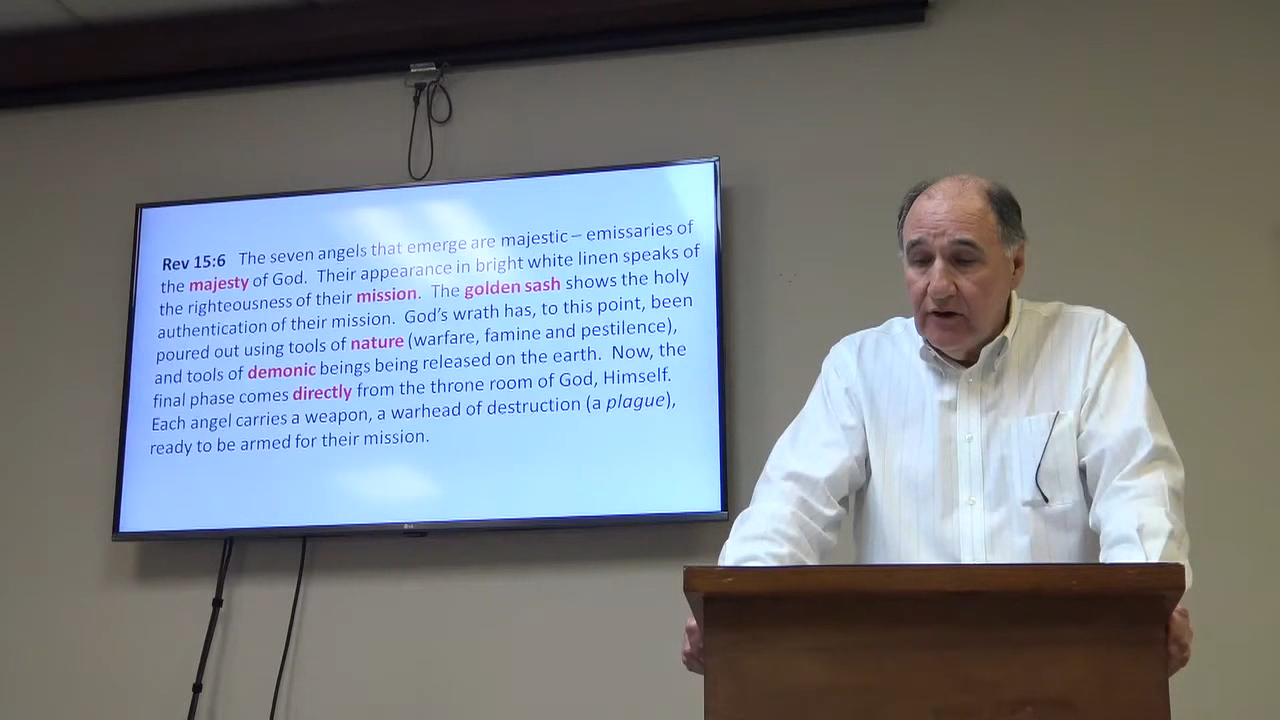 Rev 15:6 The seven angels that emerge are majestic – emissaries of
the majesty of God. Their appearance in bright white linen speaks of
the righteousness of their mission. The golden sash shows the holy
authentication of their mission. God's wrath has, to this point, been
poured out using tools of nature (warfare, famine and pestilence),
and tools of demonic beings being released on the earth. Now, the
final phase comes directly from the throne room of God, Himself.
Each angel carries a weapon, a warhead of destruction (a plague),
ready to be armed for their mission.
LG